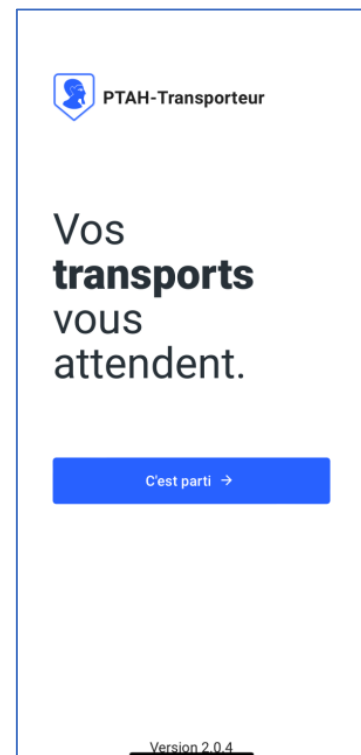 PTAH-Transporteur
Vos
transports
vous
attendent.
C'est parti →
Version 2.0.4